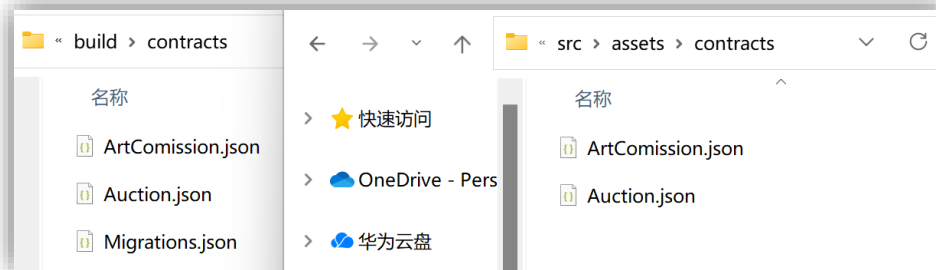 « build > contracts
名称
ArtComission.json
Auction.json
Migrations.json
« src > assets > contracts
快速访问
OneDrive - Pers
华为云盘
名称
ArtComission.json
Auction.json